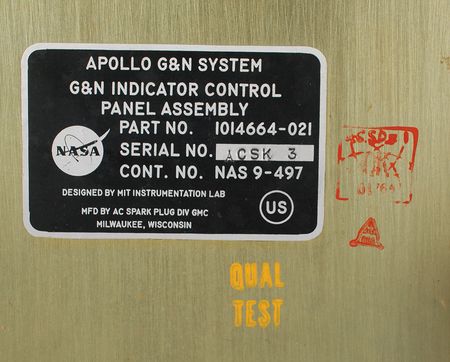 APOLLO G&N SYSTEM
G&N INDICATOR CONTROL
PANEL ASSEMBLY
PART NO. 1014664-021
SERIAL NO. ACSK 3
CONT. NO. NAS 9-497
NASA
DESIGNED BY MIT INSTRUMENTATION LAB
MFD BY AC SPARK PLUG DIV GMC
MILWAUKEE, WISCONSIN
US
QUAL
TEST